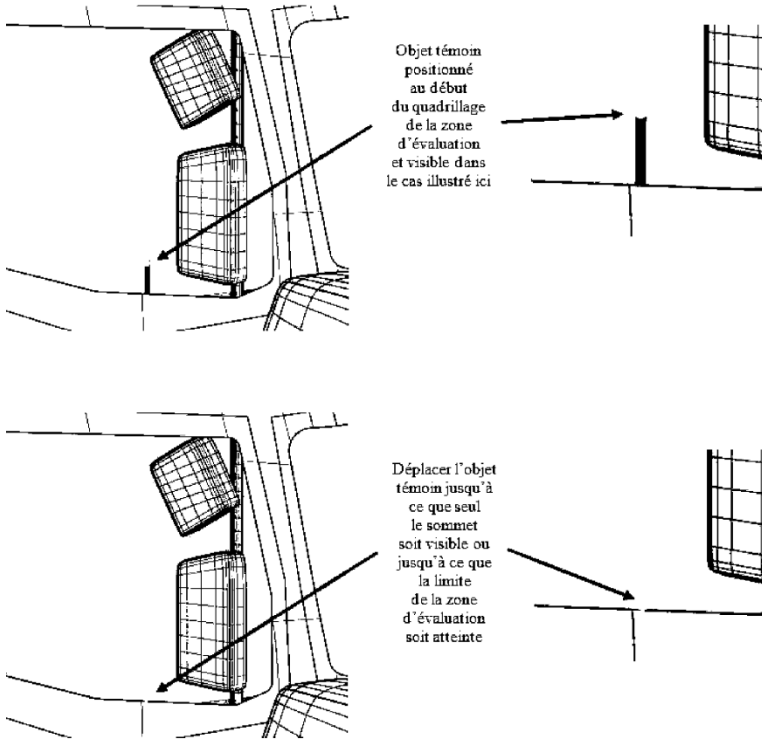 Objet témoin
positionné
au début
du quadrillage
de la zone
d'évaluation
et visible dans
le cas illustré ici
Déplacer l'objet
témoin jusqu'à
ce que seul
le sommet
soit visible ou
jusqu'à ce que
la limite
de la zone
d'évaluation
soit atteinte